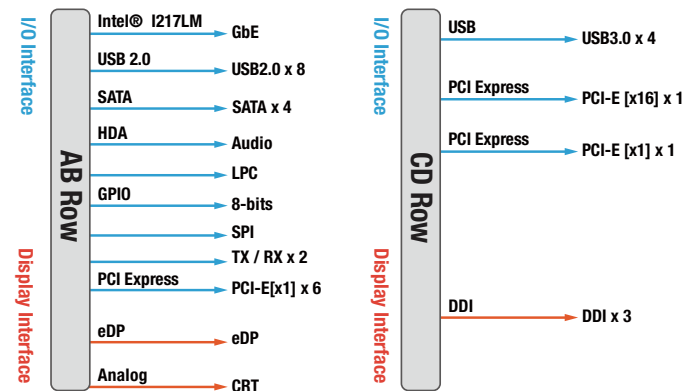 I/O Interface
Display Interface
AB Row
Intel® I217LM
GbE
USB 2.0
USB2.0 x 8
SATA
SATA x 4
HDA
Audio
LPC
GPIO
8-bits
SPI
TX / RX x 2
PCI Express
PCI-E[x1] x 6
eDP
eDP
Analog
CRT
I/O Interface
Display Interface
CD Row
USB
USB3.0 x 4
PCI Express
PCI-E [x16] x 1
PCI Express
PCI-E [x1] x 1
DDI
DDI x 3